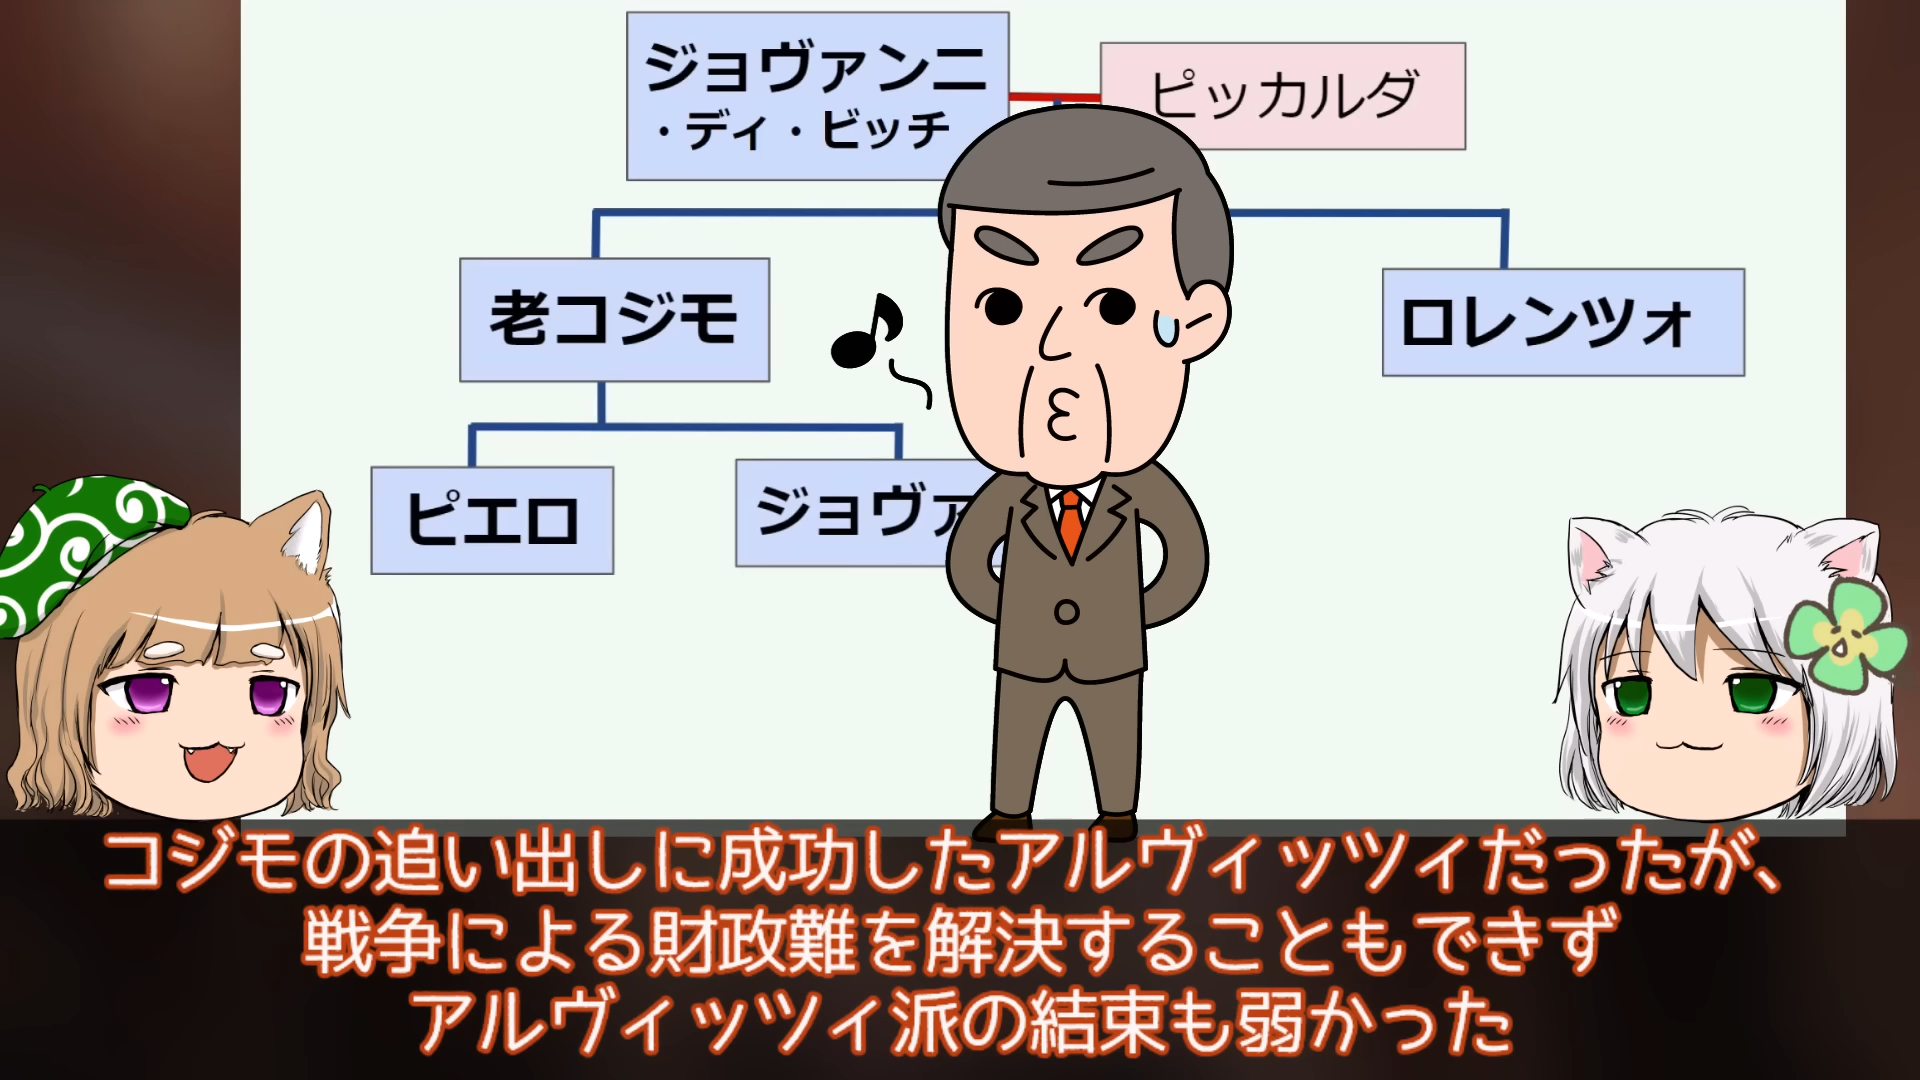 ジョヴァンニ
・ディ・ビッチ
ピッカルダ
老コジモ
ロレンツォ
ピエロ
ジョヴァ
コジモの追い出しに成功したアルヴィッツィだったが、
戦争による財政難を解決することもできず
アルヴィッツィ派の結束も弱かった